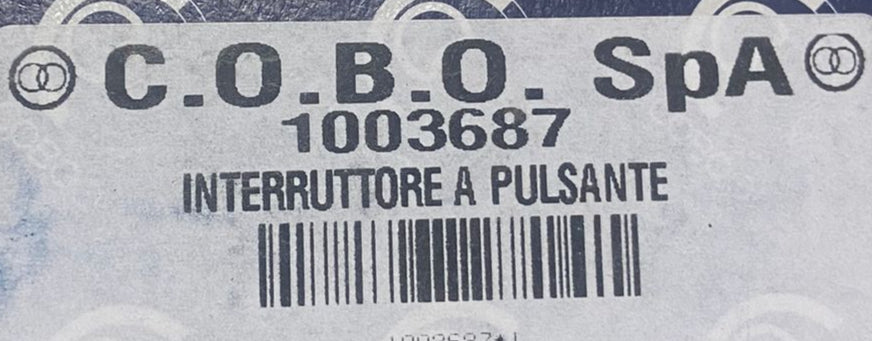 C.O.B.O. SpA
1003687
INTERRUTTORE A PULSANTE